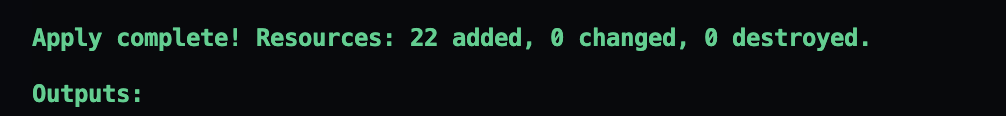 Apply complete! Resources: 22 added, 0 changed, 0 destroyed.
Outputs: